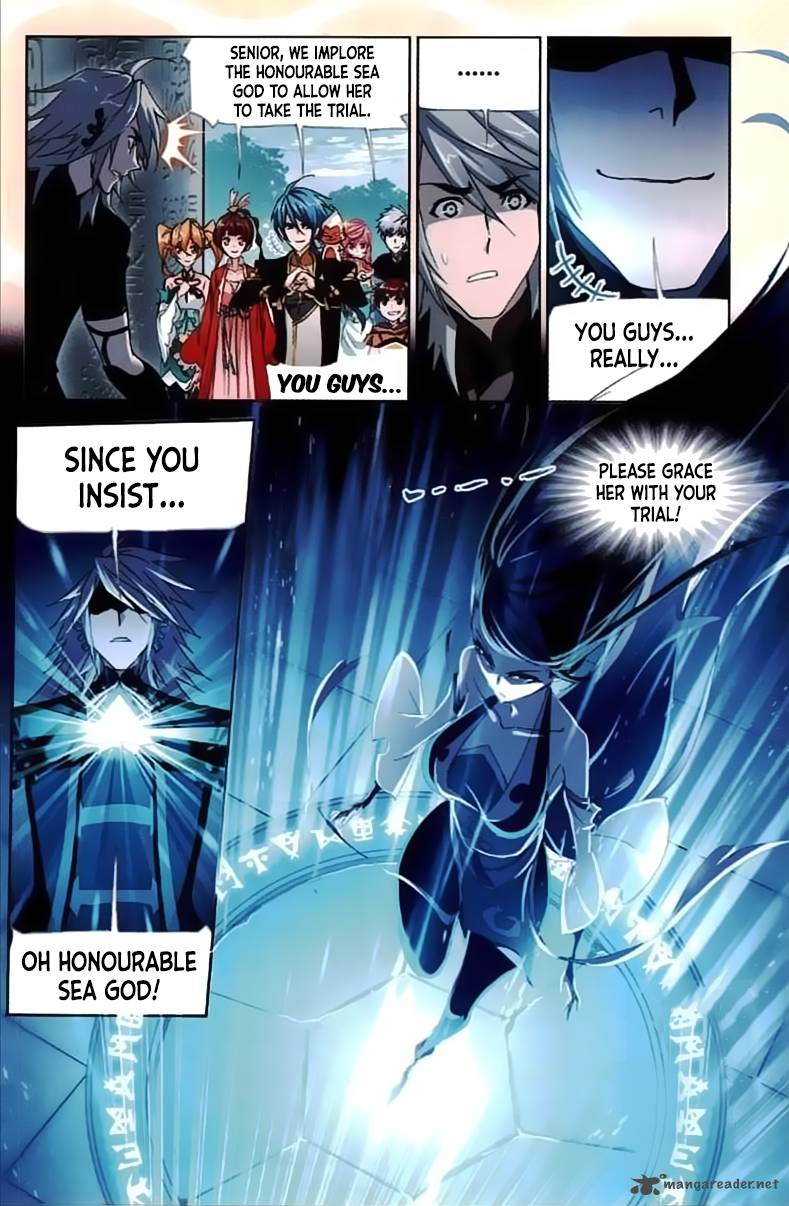 SENIOR, WE IMPLORE
THE HONOURABLE SEA
GOD TO ALLOW HER
TO TAKE THE TRIAL.
YOU GUYS...
......
YOU GUYS...
REALLY...
SINCE YOU
INSIST...
PLEASE GRACE
HER WITH YOUR
TRIAL!
OH HONOURABLE
SEA GOD!
mangareader.net